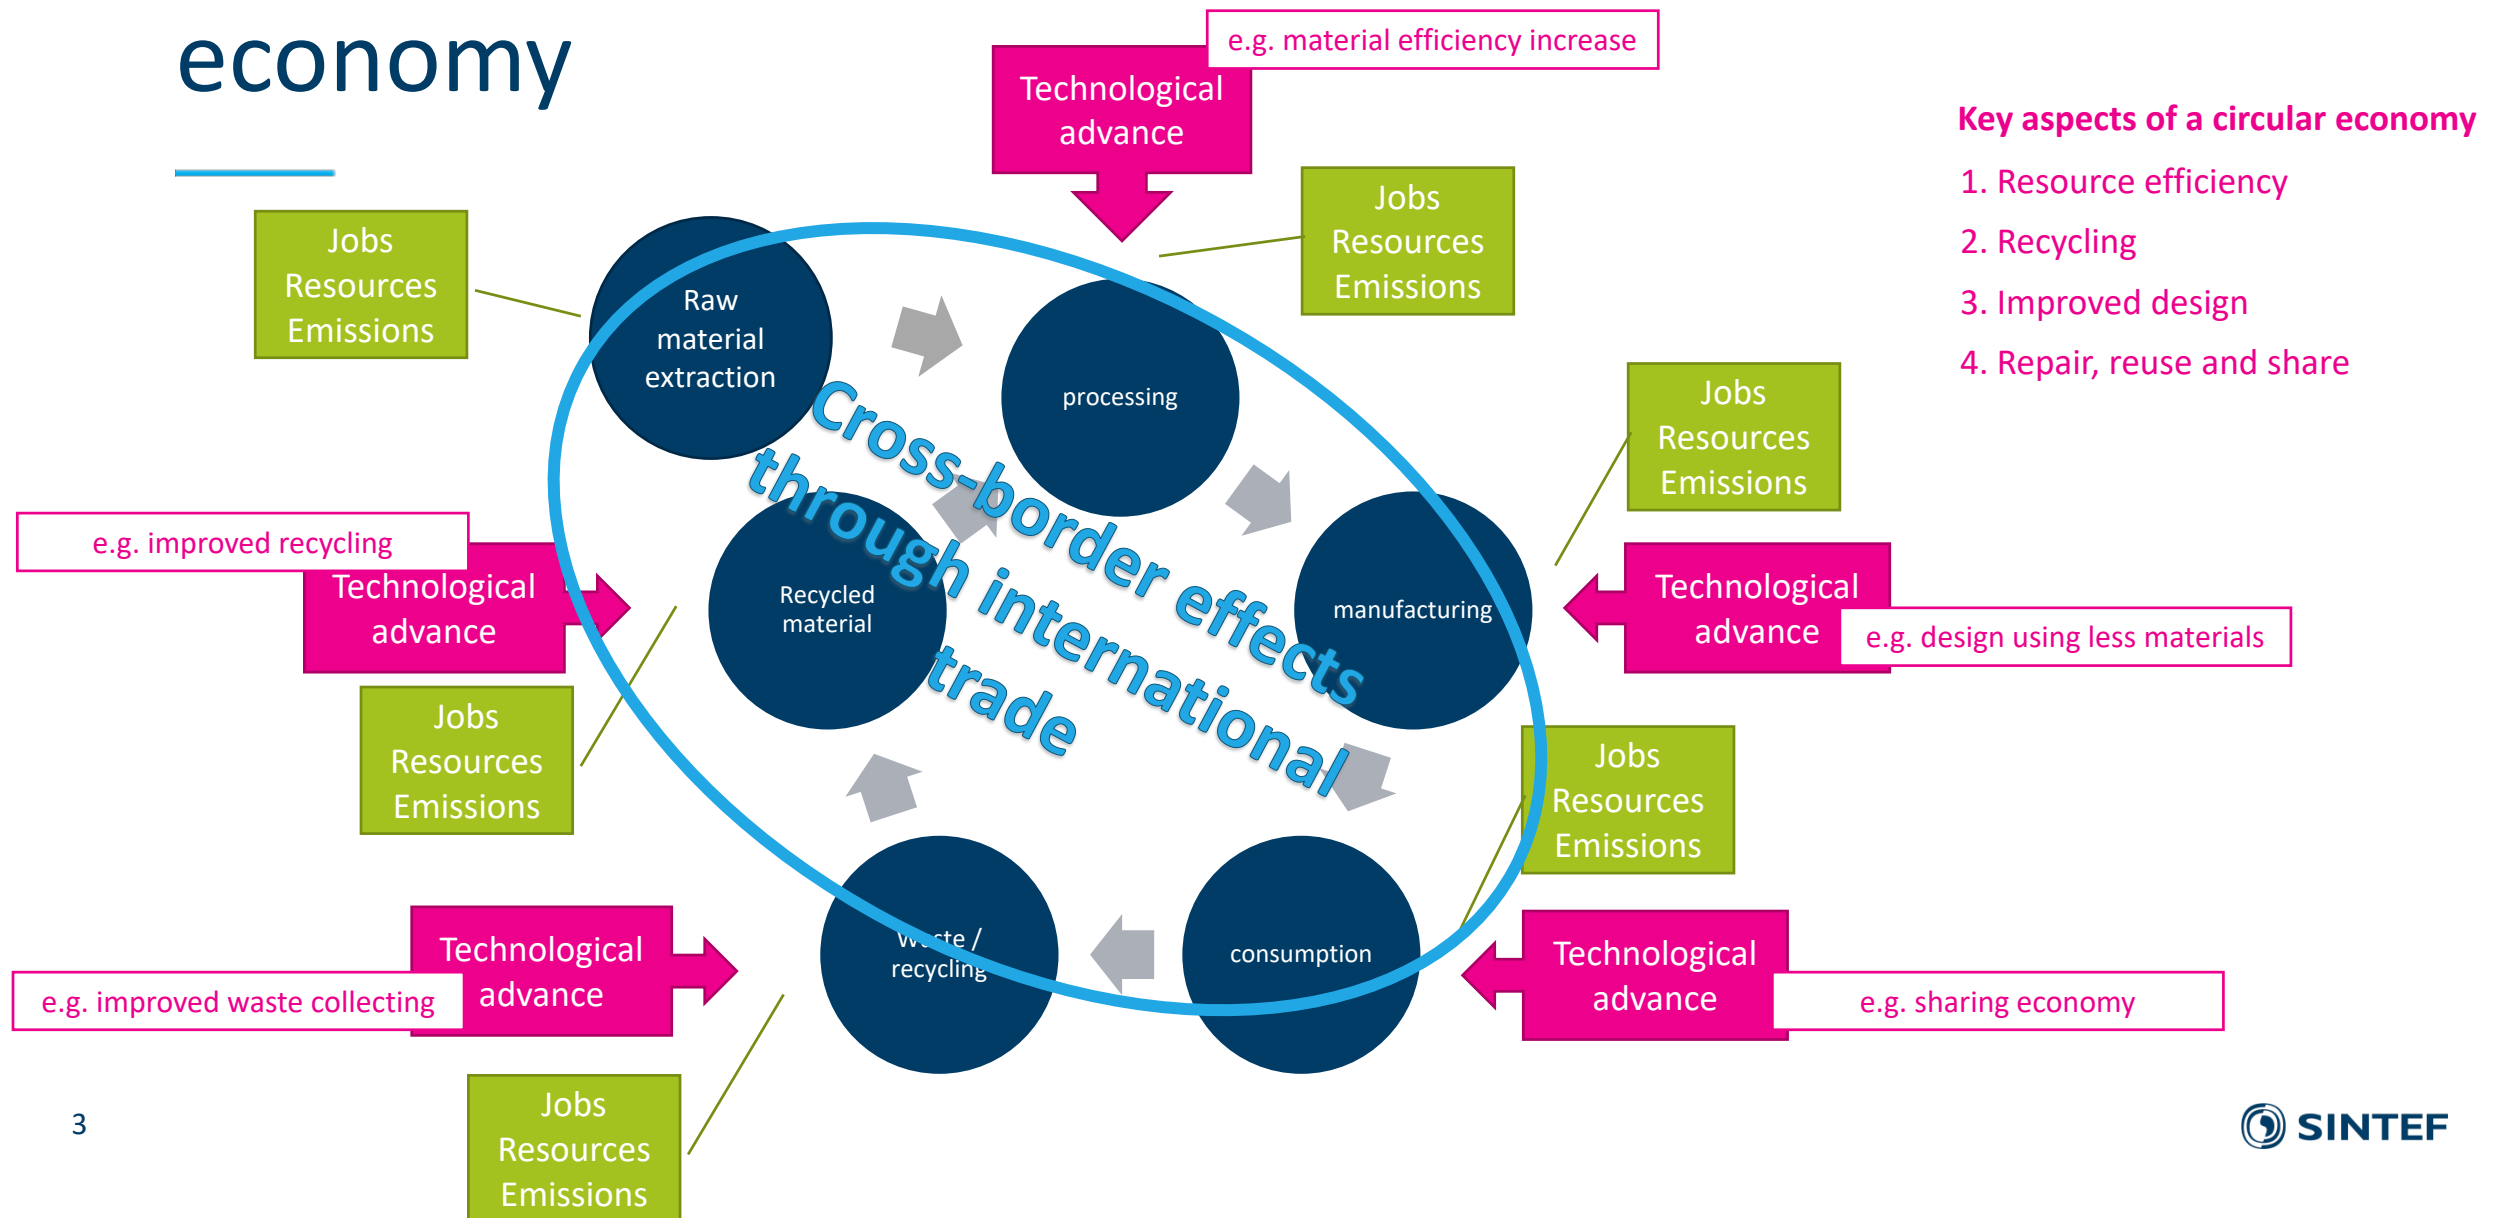 economy
e.g. material efficiency increase
Technological
advance
Key aspects of a circular economy
1. Resource efficiency
2. Recycling
3. Improved design
4. Repair, reuse and share
Jobs
Resources
Emissions
Jobs
Resources
Emissions
Raw
material
extraction
processing
Jobs
Resources
Emissions
Cross-border effects
through international
trade
e.g. improved recycling
Technological
advance
Recycled
material
manufacturing
Technological
advance
e.g. design using less materials
Jobs
Resources
Emissions
Jobs
Resources
Emissions
Technological
advance
e.g. improved waste collecting
Waste /
recycling
consumption
Technological
advance
e.g. sharing economy
Jobs
Resources
Emissions
3
SINTEF